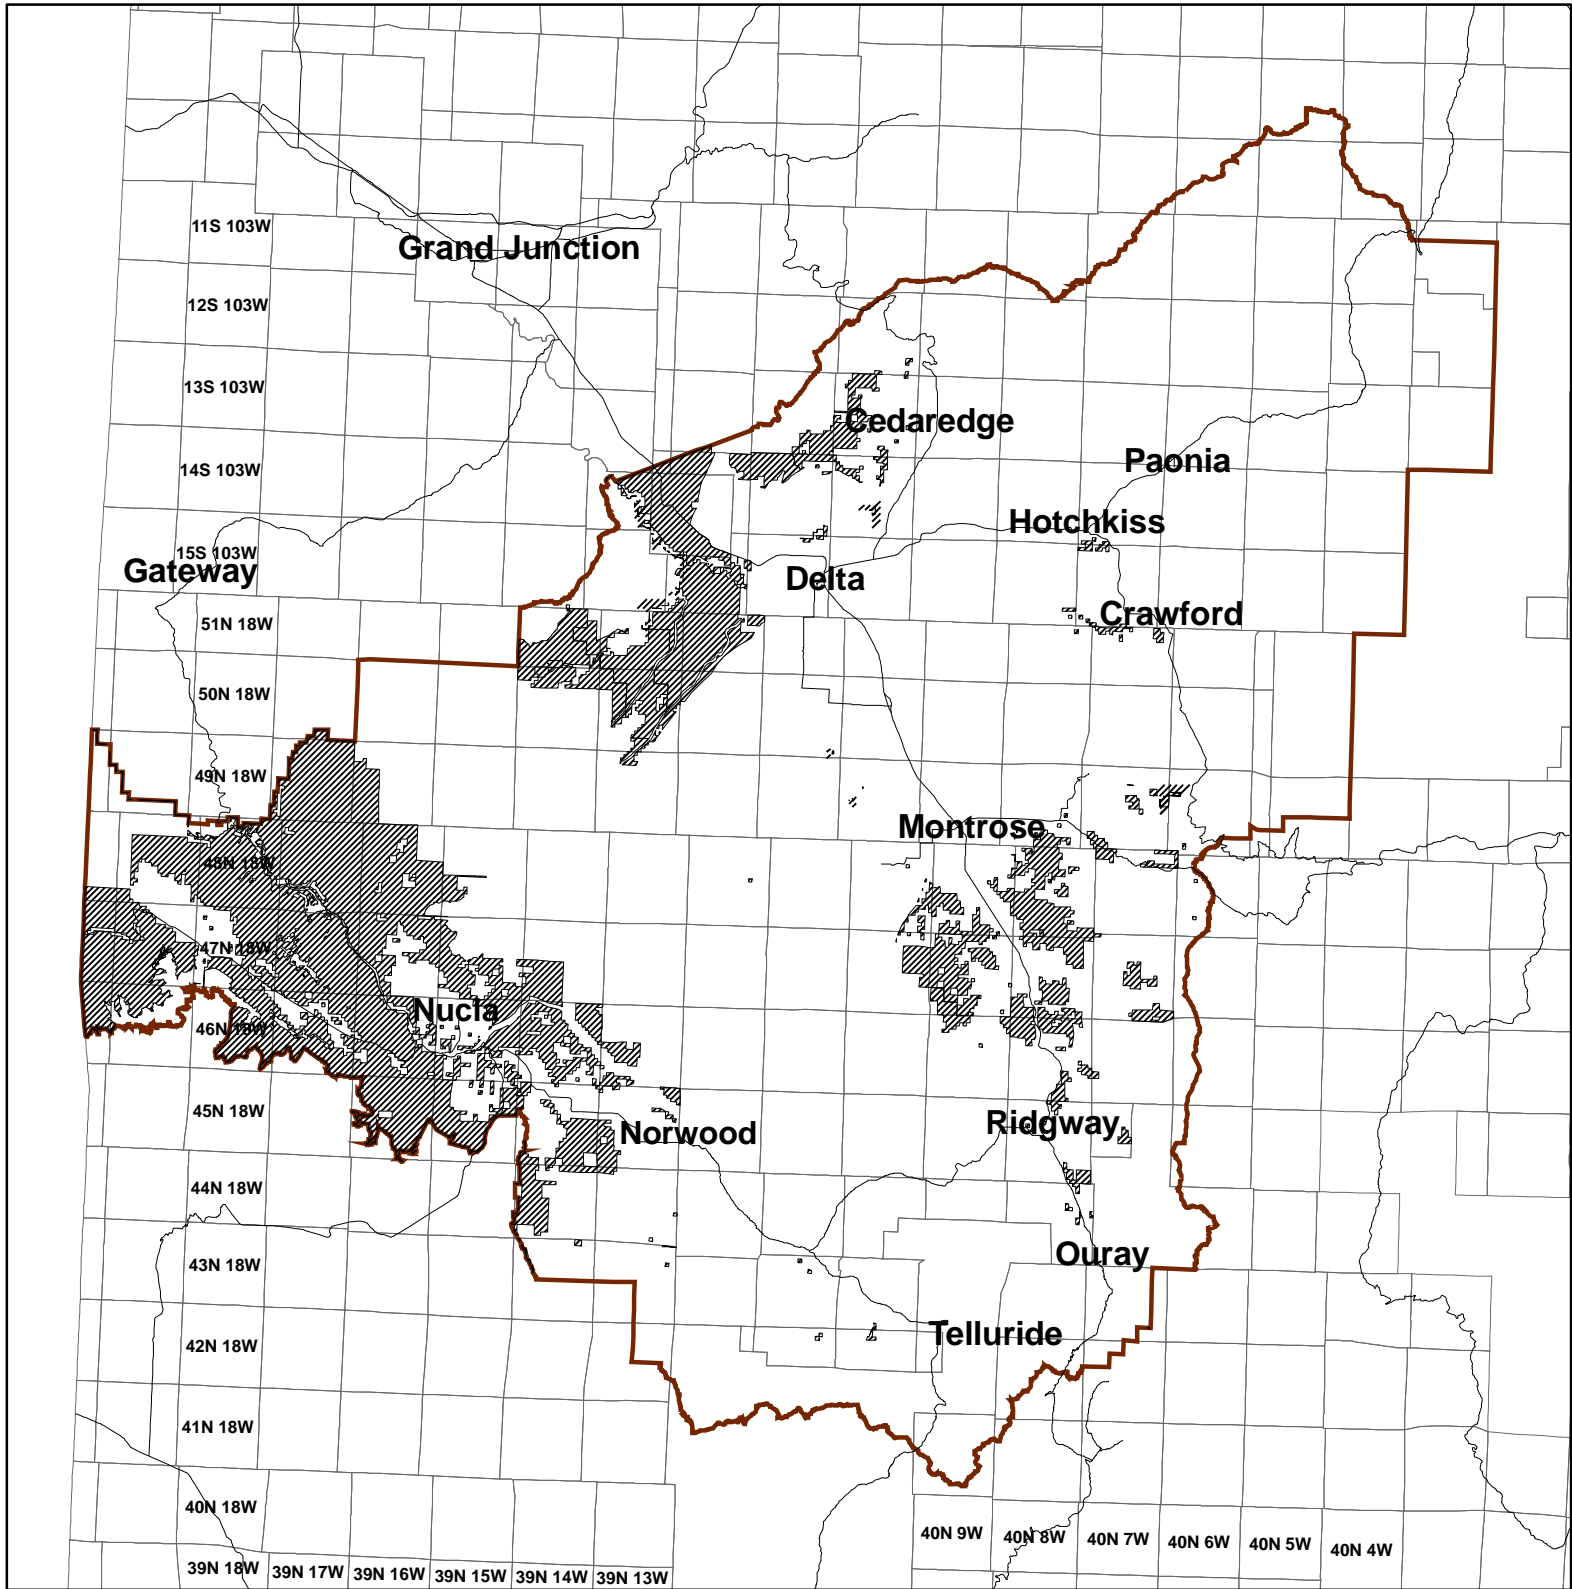 11S 103W
Grand Junction
12S 103W
13S 103W
Cedaredge
14S 103W
Paonia
Hotchkiss
15S 103W
Gateway
Delta
51N 18W
Crawford
50N 18W
49N 18W
Montrose
48N 18W
47N 18W
Nucla
46N 18W
45N 18W
Ridgway
Norwood
44N 18W
Ouray
43N 18W
Telluride
42N 18W
41N 18W
40N 18W
40N 9W
40N 8W
40N 7W
40N 6W
40N 5W
40N 4W
39N 18W
39N 17W
39N 16W
39N 15W
39N 14W
39N 13W